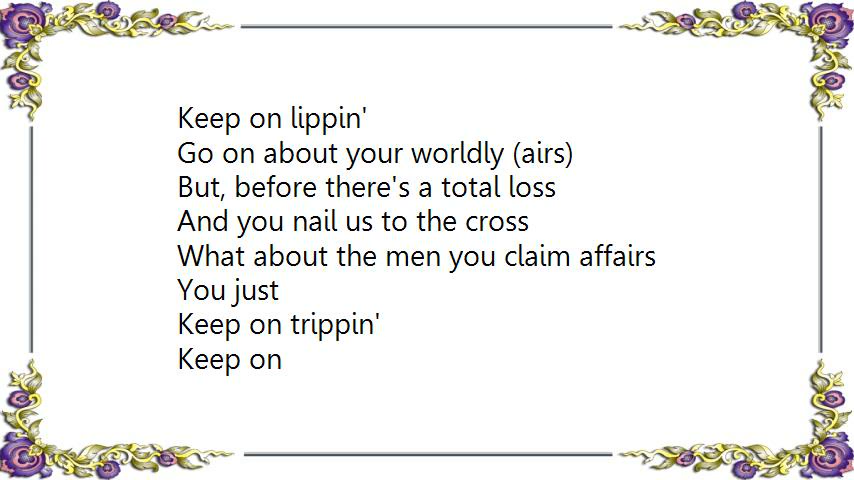 Keep on lippin'
Go on about your worldly (airs)
But, before there's a total loss
And you nail us to the cross
What about the men you claim affairs
You just
Keep on trippin'
Keep on